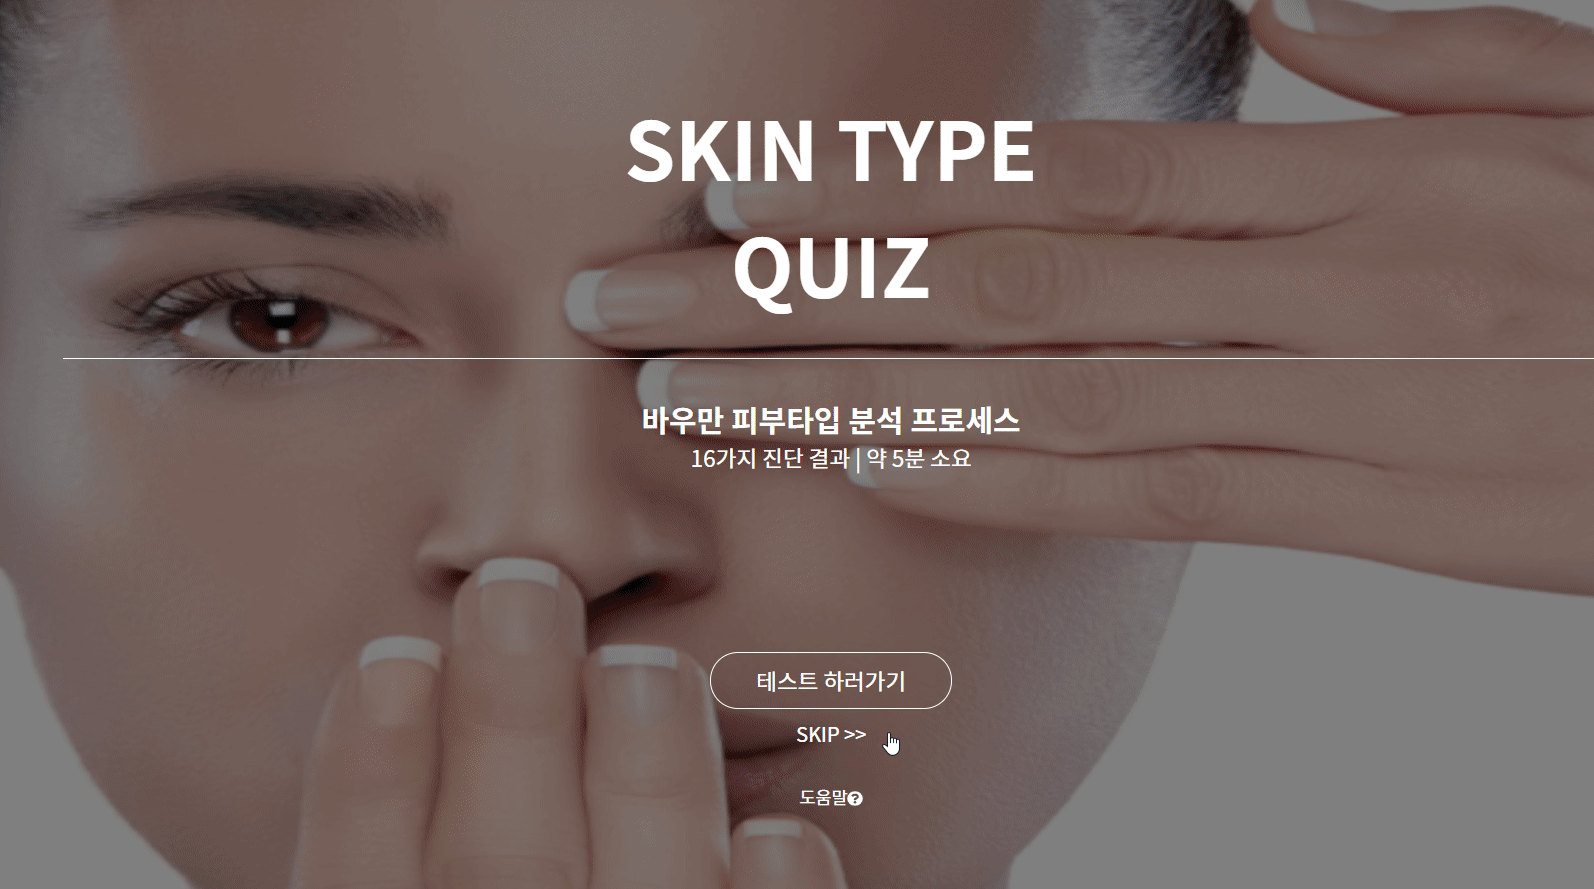 SKIN TYPE
QUIZ
바우만 피부타입 분석 프로세스
16가지 진단 결과 | 약 5분 소요
테스트 하러가기
SKIP >>
도움말?